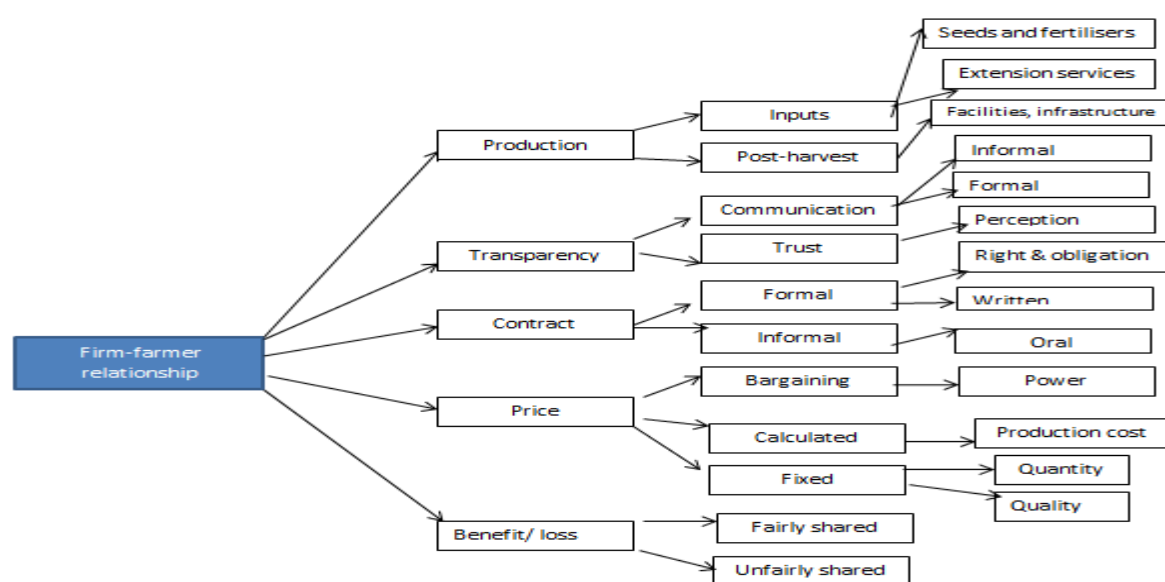 Seeds and fertilisers
Extension services
Inputs
Facilities, infrastructure
Production
Post-harvest
Informal
Formal
Communication
Perception
Transparency
Trust
Right & obligation
Formal
Written
Contract
Informal
Oral
Firm-farmer
relationship
Bargaining
Power
Price
Calculated
Production cost
Fixed
Quantity
Quality
Benefit/ loss
Fairly shared
Unfairly shared